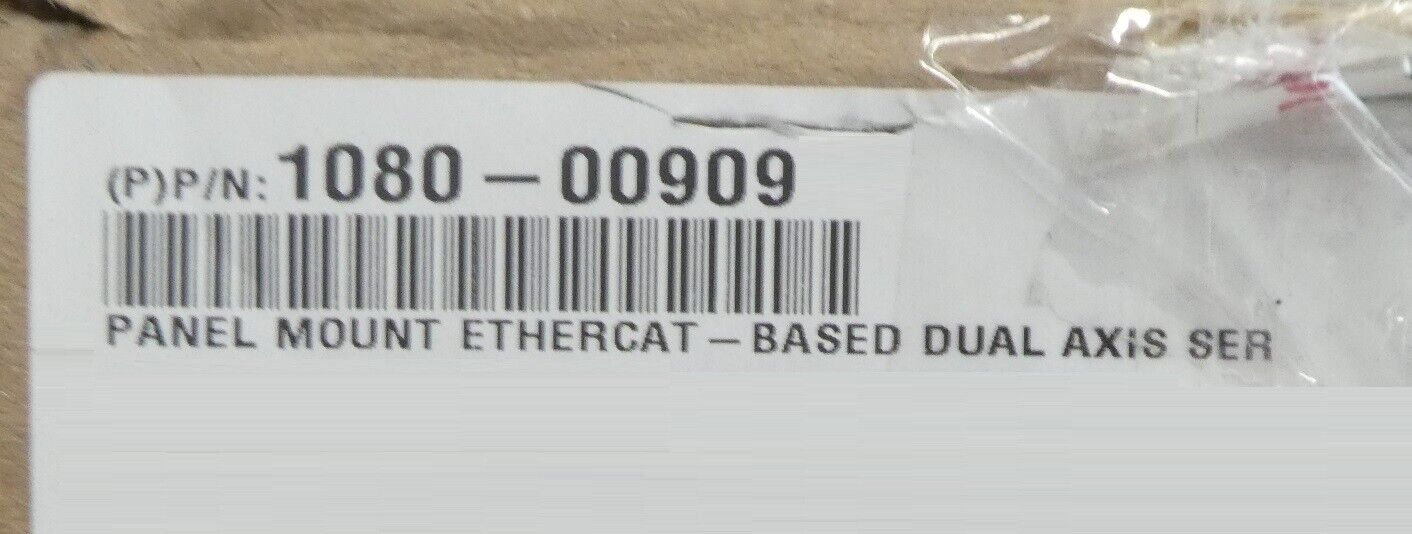 (P)P/N: 1080-00909
PANEL MOUNT ETHERCAT-BASED DUAL AXiS SER